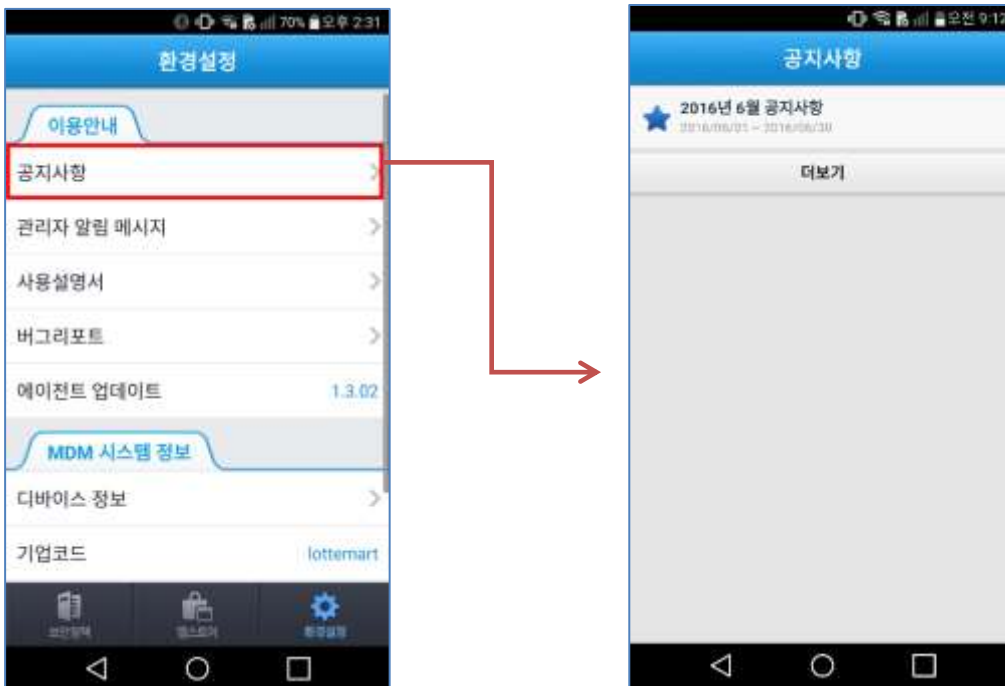 70% 오후 2:31
환경설정
이용안내
공지사항
관리자 알림 메시지
사용설명서
버그리포트
에이전트 업데이트 1.3.02
MDM 시스템 정보
디바이스 정보
기업코드 lottemart
환경설정
오전 9:12
공지사항
2016년 6월 공지사항
2016/06/01 ~ 2016/06/30
더보기